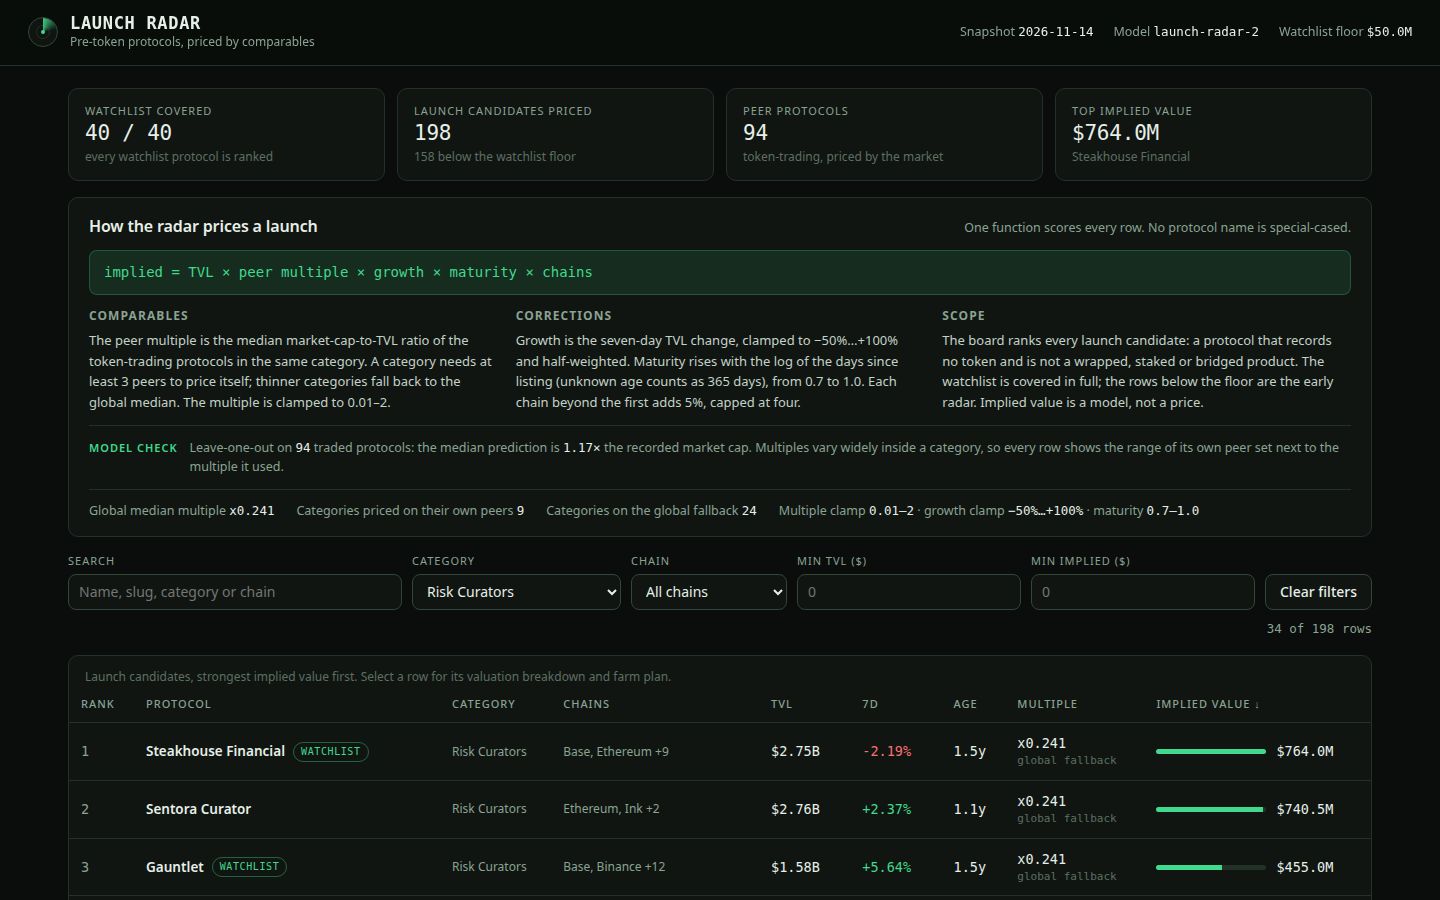 LAUNCH RADAR
Pre-token protocols, priced by comparables
Snapshot 2026-11-14 Model launch-radar-2 Watchlist floor $50.0M
WATCHLIST COVERED
40 / 40
every watchlist protocol is ranked
LAUNCH CANDIDATES PRICED
198
158 below the watchlist floor
PEER PROTOCOLS
94
token-trading, priced by the market
TOP IMPLIED VALUE
$764.0M
Steakhouse Financial
How the radar prices a launch
One function scores every row. No protocol name is special-cased.
implied = TVL × peer multiple × growth × maturity × chains
COMPARABLES
The peer multiple is the median market-cap-to-TVL ratio of the
token-trading protocols in the same category. A category needs at
least 3 peers to price itself; thinner categories fall back to the
global median. The multiple is clamped to 0.01–2.
CORRECTIONS
Growth is the seven-day TVL change, clamped to −50%…+100%
and half-weighted. Maturity rises with the log of the days since
listing (unknown age counts as 365 days), from 0.7 to 1.0. Each
chain beyond the first adds 5%, capped at four.
SCOPE
The board ranks every launch candidate: a protocol that records
no token and is not a wrapped, staked or bridged product. The
watchlist is covered in full; the rows below the floor are the early
radar. Implied value is a model, not a price.
MODEL CHECK Leave-one-out on 94 traded protocols: the median prediction is 1.17× the recorded market cap. Multiples vary widely inside a category, so every row shows the range of its own peer set next to the
multiple it used.
Global median multiple x0.241 Categories priced on their own peers 9 Categories on the global fallback 24 Multiple clamp 0.01–2 · growth clamp −50%…+100% · maturity 0.7–1.0
SEARCH CATEGORY CHAIN MIN TVL ($) MIN IMPLIED ($)
Name, slug, category or chain Risk Curators All chains 0 0 Clear filters
34 of 198 rows
Launch candidates, strongest implied value first. Select a row for its valuation breakdown and farm plan.
RANK PROTOCOL CATEGORY CHAINS TVL 7D AGE MULTIPLE IMPLIED VALUE ↓
1 Steakhouse Financial WATCHLIST Risk Curators Base, Ethereum +9 $2.75B -2.19% 1.5y x0.241 $764.0M
global fallback
2 Sentora Curator Risk Curators Ethereum, Ink +2 $2.76B +2.37% 1.1y x0.241 $740.5M
global fallback
3 Gauntlet WATCHLIST Risk Curators Base, Binance +12 $1.58B +5.64% 1.5y x0.241 $455.0M
global fallback